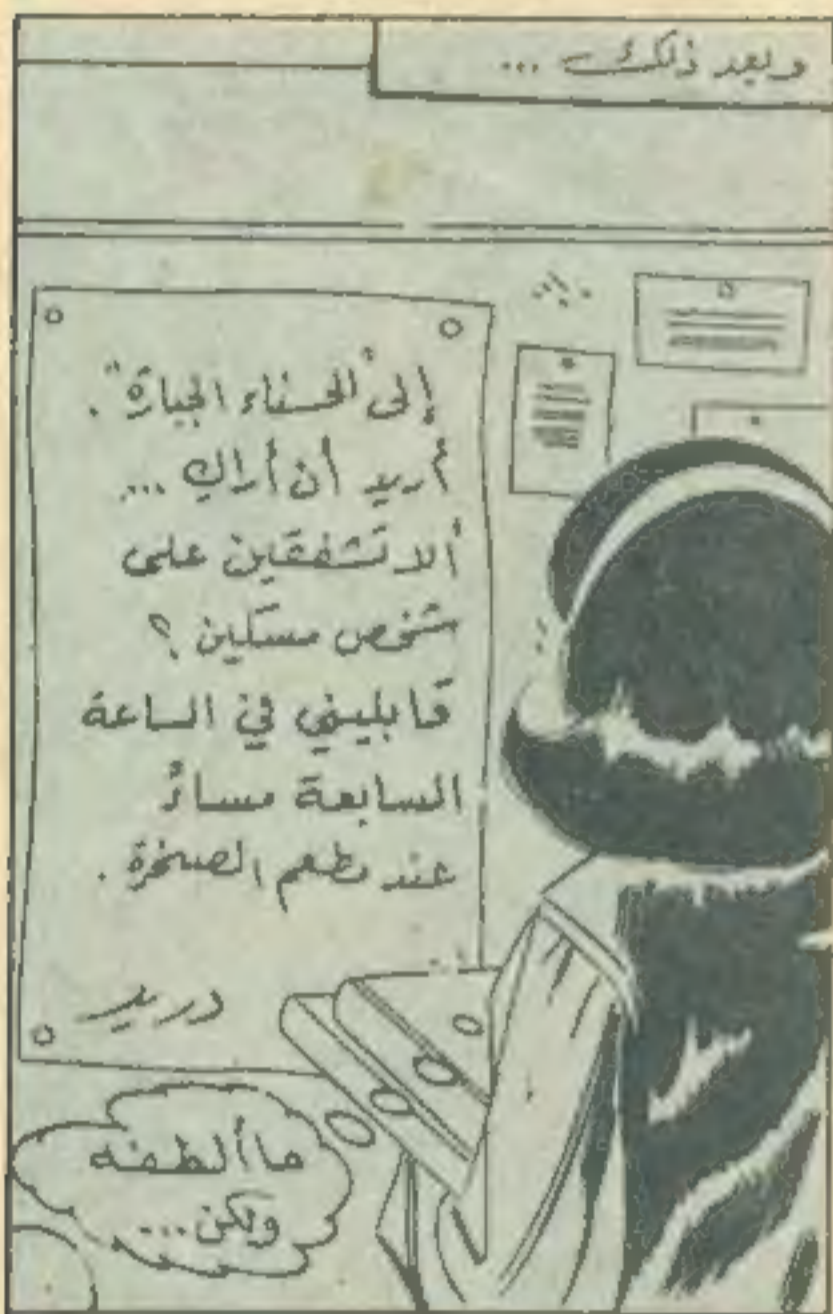 وبعد ذلك ...
إلى "الحسناء الجبارة".
أريد أن أراك ...
ألا تشفقين على
شخص مسكين ؟
قابليني في الساعة
السابعة مساءً
عند مطعم الصخرة .
دريد
ما ألطفه
ولكن ...